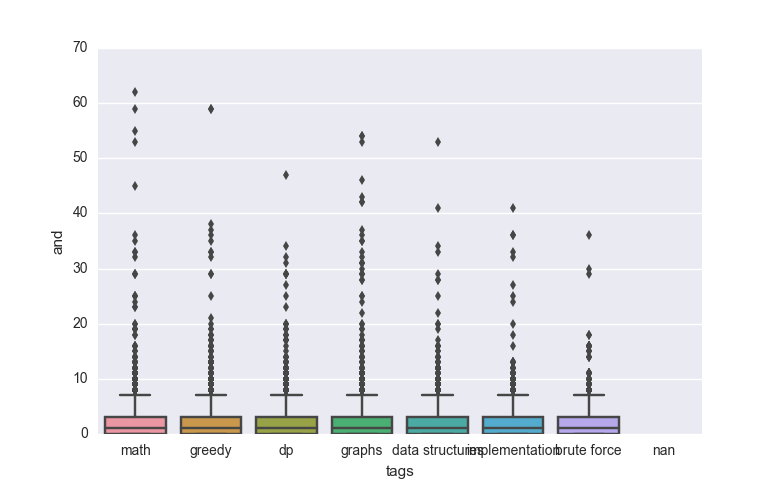 70
60
50
40
30
20
10
0
and
math greedy dp graphs data structures implementation brute force nan
tags